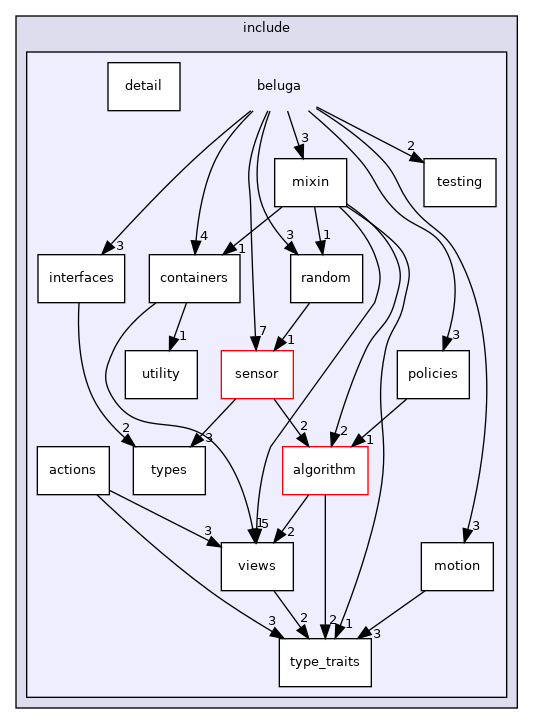 include
detail
beluga
3
2
mixin
testing
3
4
3
1
1
interfaces
containers
random
1
7
1
3
utility
sensor
policies
2
3
2
2
1
actions
types
algorithm
3
1
5
2
views
motion
3
3
2
2
1
3
type_traits